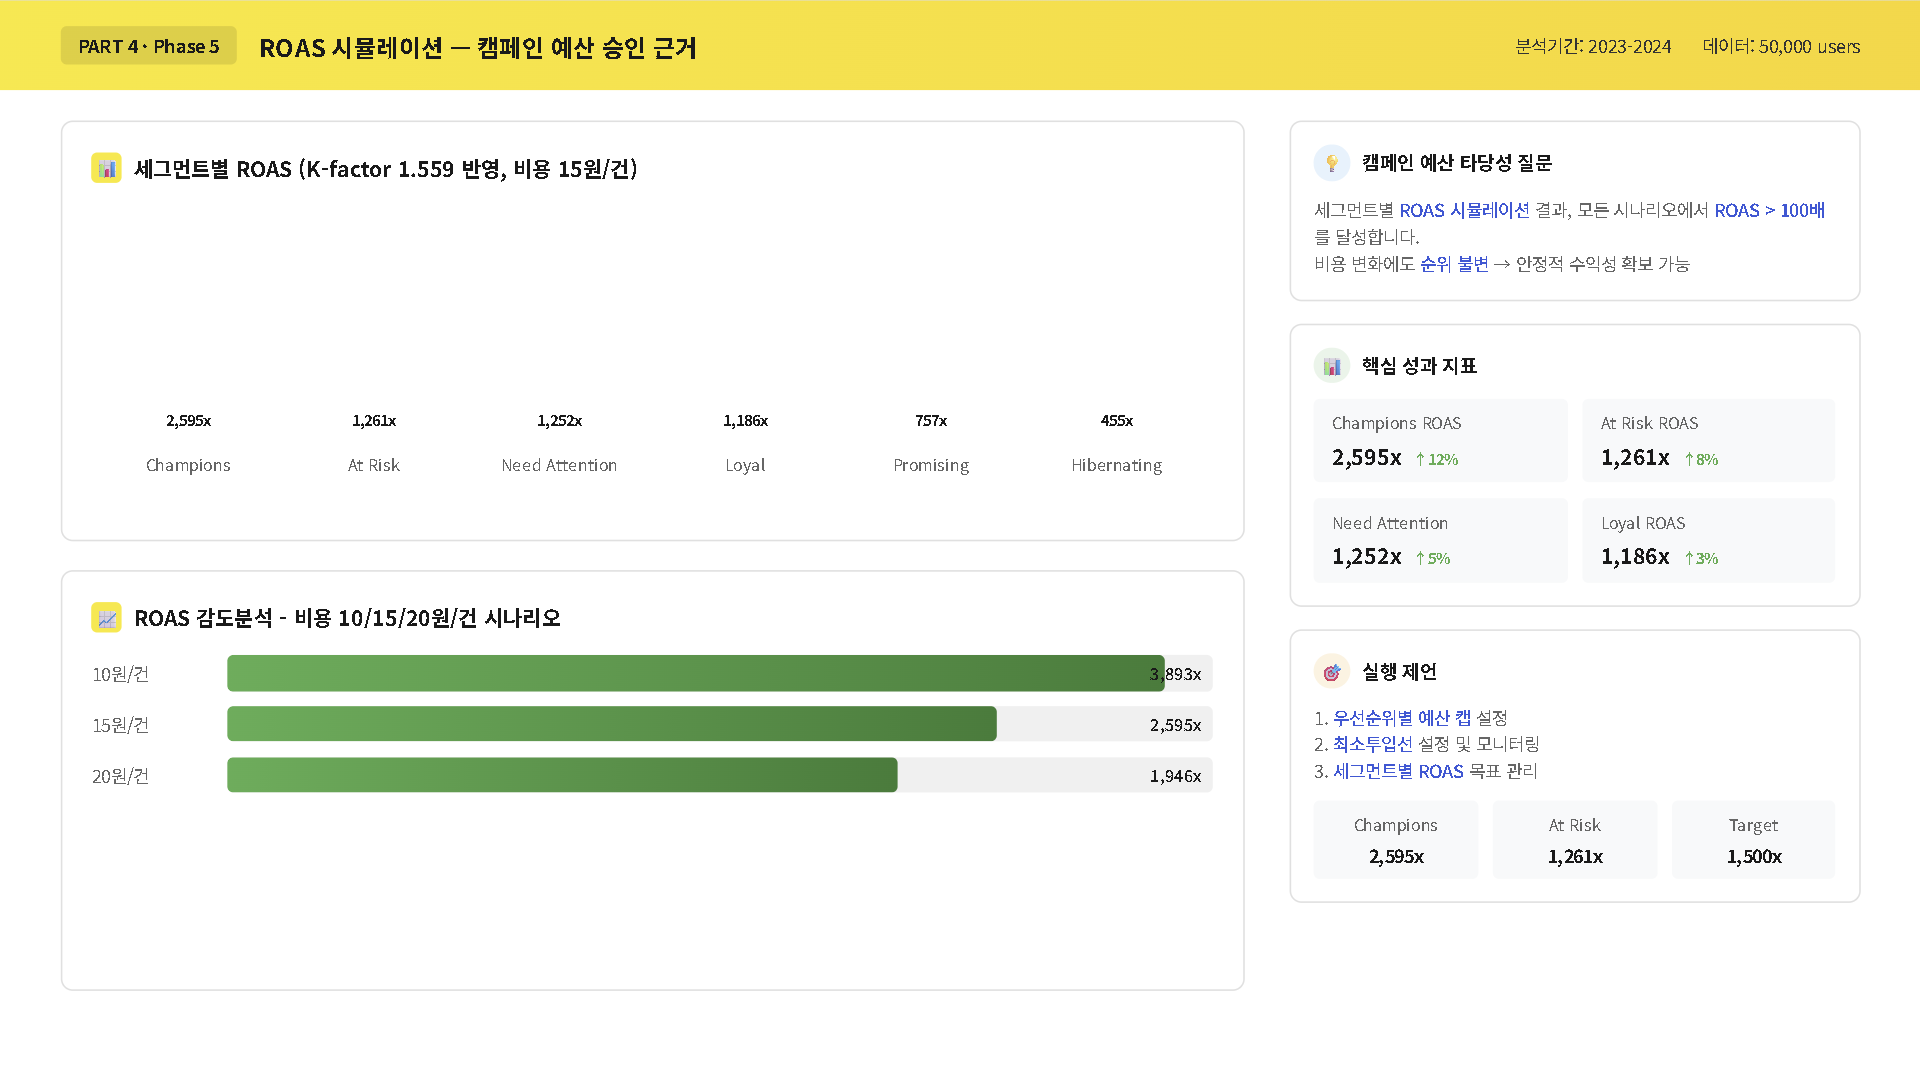 PART 4 · Phase 5
ROAS 시뮬레이션 — 캠페인 예산 승인 근거
분석기간: 2023-2024
데이터: 50,000 users
세그먼트별 ROAS (K-factor 1.559 반영, 비용 15원/건)
2,595x
1,261x
1,252x
1,186x
757x
455x
Champions
At Risk
Need Attention
Loyal
Promising
Hibernating
ROAS 감도분석 - 비용 10/15/20원/건 시나리오
10원/건
3,893x
15원/건
2,595x
20원/건
1,946x
캠페인 예산 타당성 질문
세그먼트별 ROAS 시뮬레이션 결과, 모든 시나리오에서 ROAS > 100배
를 달성합니다.
비용 변화에도 순위 불변 → 안정적 수익성 확보 가능
핵심 성과 지표
Champions ROAS
2,595x ↑ 12%
At Risk ROAS
1,261x ↑ 8%
Need Attention
1,252x ↑ 5%
Loyal ROAS
1,186x ↑ 3%
실행 제언
1. 우선순위별 예산 캡 설정
2. 최소투입선 설정 및 모니터링
3. 세그먼트별 ROAS 목표 관리
Champions
2,595x
At Risk
1,261x
Target
1,500x